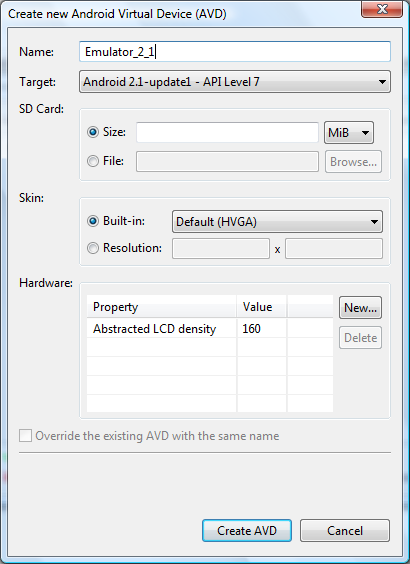 Create new Android Virtual Device (AVD)
Name: Emulator_2_1
Target: Android 2.1-update1 - API Level 7
SD Card:
Size: MiB
File: Browse...
Skin:
Built-in: Default (HVGA)
Resolution: x
Hardware:
Property Value New...
Abstracted LCD density 160 Delete
Override the existing AVD with the same name
Create AVD Cancel